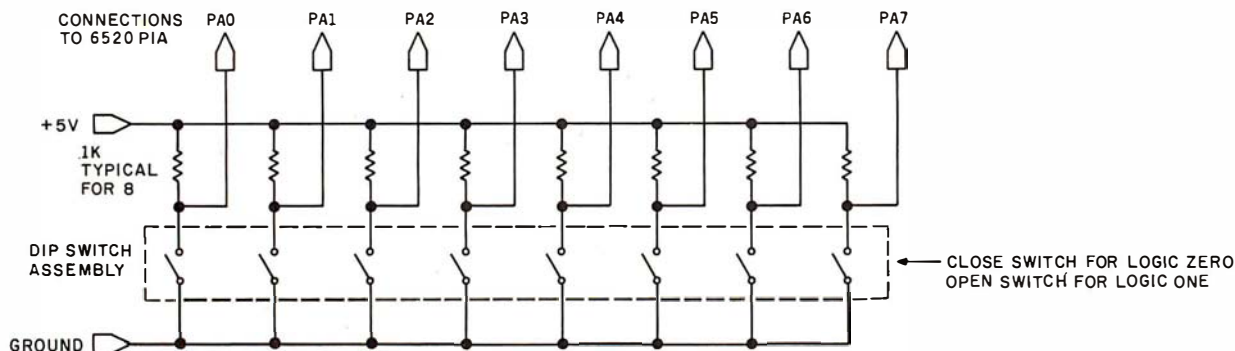 CONNECTIONS
TO 6520 PIA
PA0 PA1 PA2 PA3 PA4 PA5 PA6 PA7
+5V
1K
TYPICAL
FOR 8
DIP SWITCH
ASSEMBLY
CLOSE SWITCH FOR LOGIC ZERO
OPEN SWITCH FOR LOGIC ONE
GROUND